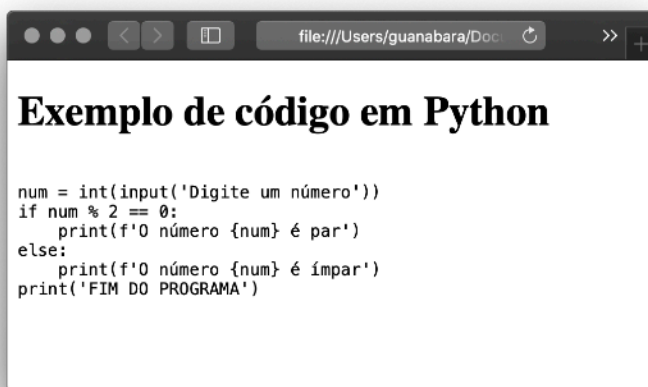 file:///Users/guanabara/Doc
Exemplo de código em Python
num = int(input('Digite um número'))
if num % 2 == 0:
    print(f'O número {num} é par')
else:
    print(f'O número {num} é ímpar')
print('FIM DO PROGRAMA')